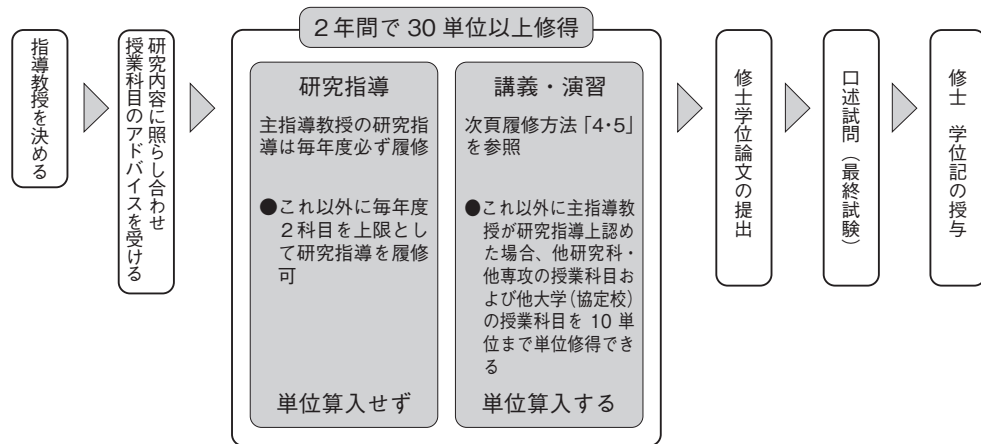 指導教授を決める
研究内容に照らし合わせ
授業科目のアドバイスを受ける
2年間で 30 単位以上修得
研究指導
主指導教授の研究指
導は毎年度必ず履修
●これ以外に毎年度
2科目を上限とし
て研究指導を履修
可
単位算入せず
講義・演習
次頁履修方法「4・5」
を参照
●これ以外に主指導教
授が研究指導上認め
た場合、他研究科・
他専攻の授業科目お
よび他大学(協定校)
の授業科目を 10 単
位まで単位修得でき
る
単位算入する
修士学位論文の提出
口述試問(最終試験)
修士 学位記の授与